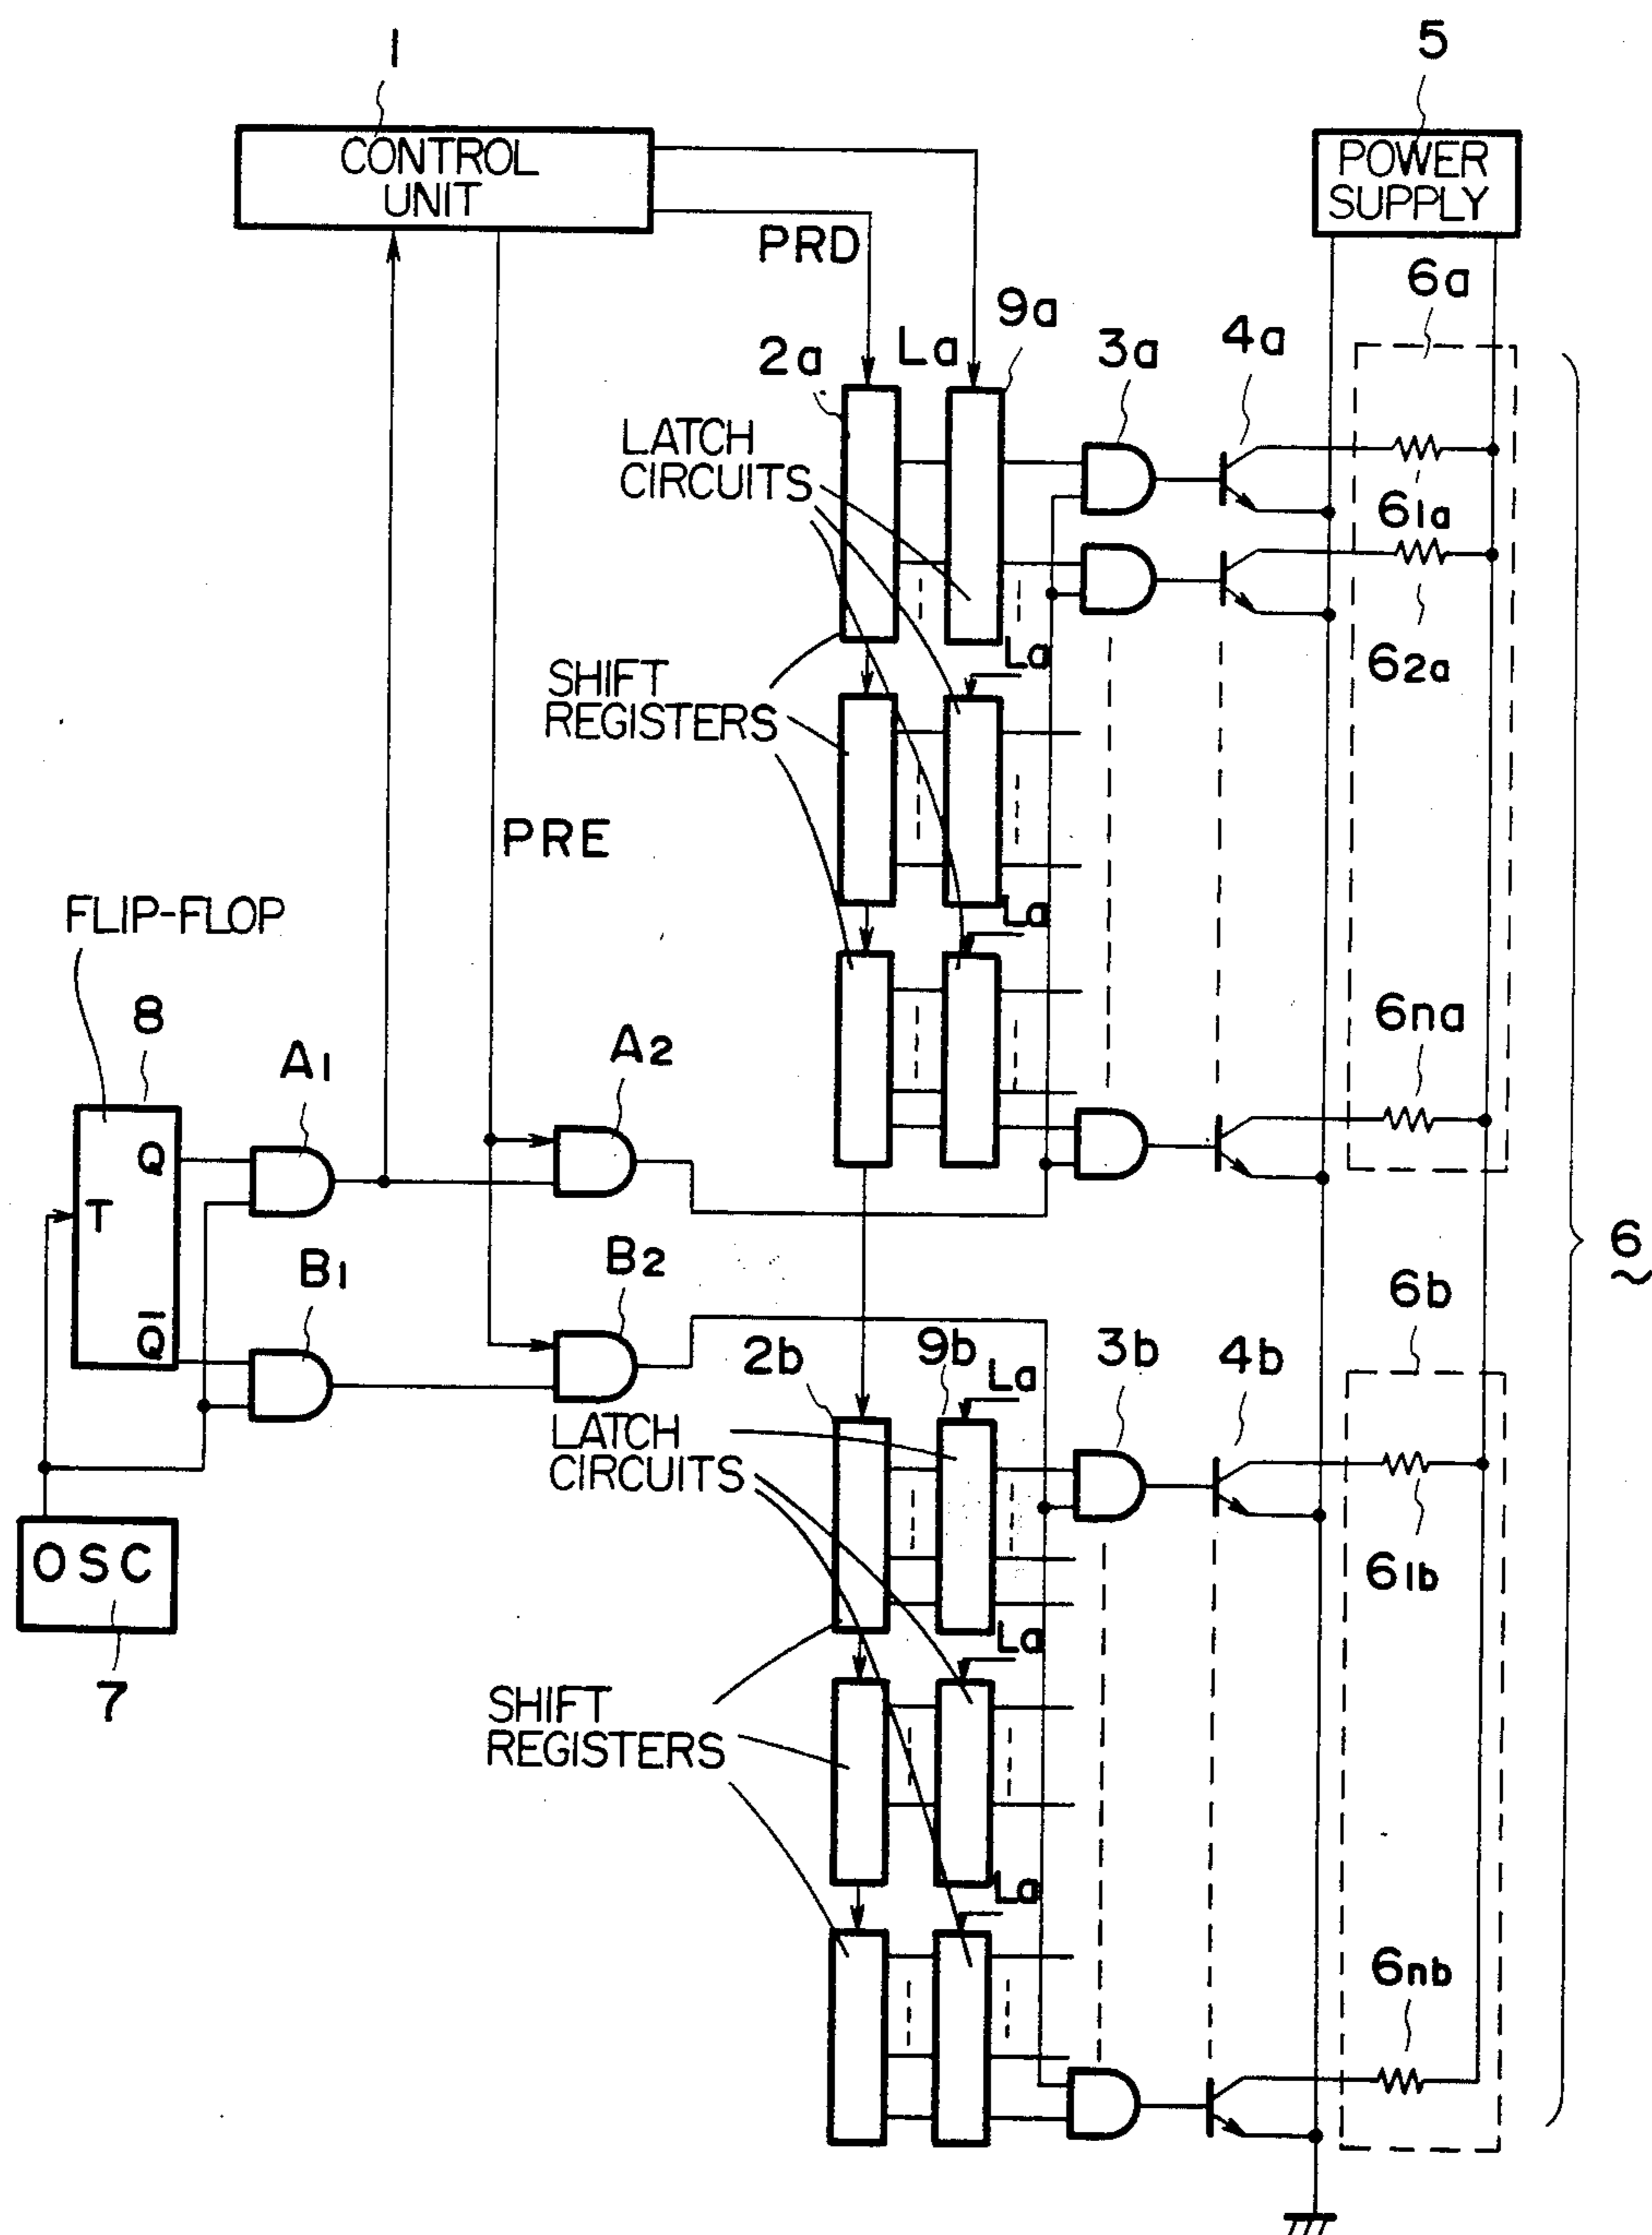 1
5
CONTROL
UNIT
POWER
SUPPLY
PRD
6a
9a
La
3a
4a
2a
LATCH
CIRCUITS
61a
La
62a
SHIFT
REGISTERS
PRE
La
FLIP-FLOP
6na
8
A1
A2
Q
T
6
B1
B2
6b
Q̄
2b
9b
La
3b
4b
LATCH
CIRCUITS
OSC
61b
La
7
SHIFT
REGISTERS
La
6nb